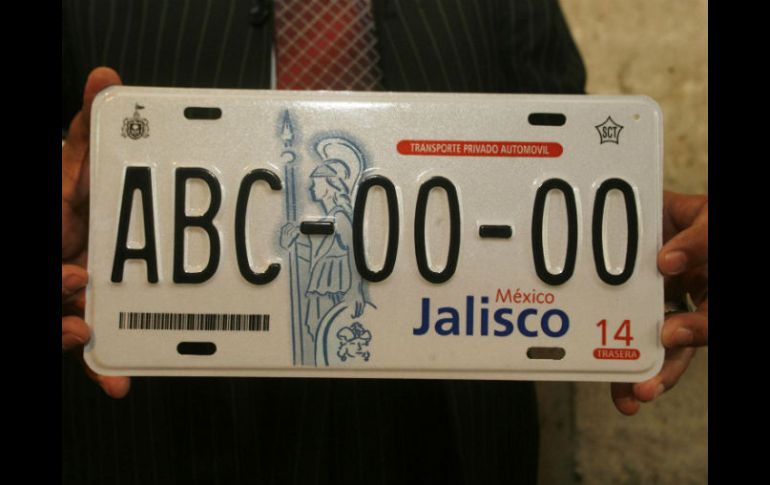 SCT
TRANSPORTE PRIVADO AUTOMOVIL
ABC-00-00
México
Jalisco
14
TRASERA